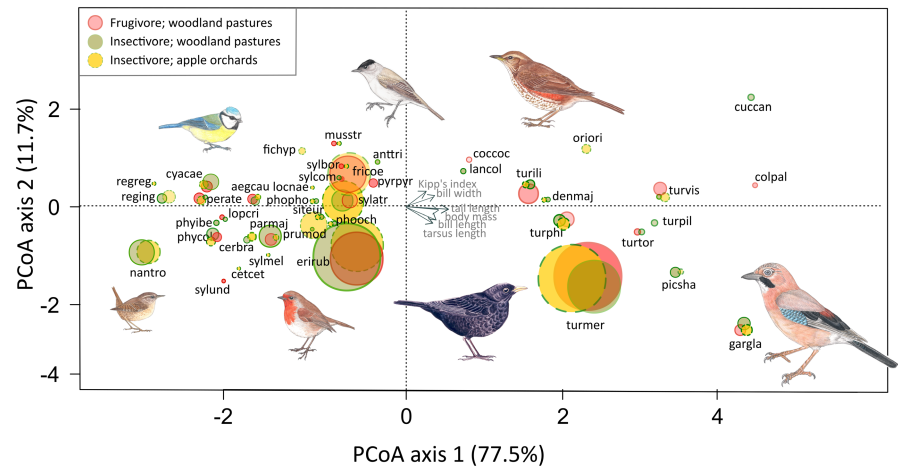 Frugivore; woodland pastures
Insectivore; woodland pastures
Insectivore; apple orchards
PCoA axis 2 (11.7%)
2
0
-2
-4
cuccan
musstr
oriori
fichyp
anttri
coccoc
lancol
sylbor
fricoe
cyacae
sylcom
pyrpyr
turili
colpal
regreg
aegcau
locnae
Kipp's index
bill width
turvis
reging
perate
phopho
sylatr
denmaj
siteur
tail length
lopcri
body mass
phyibe
parmaj
phooch
bill length
turpil
phyco
prumod
tarsus length
turphi
turtor
cerbra
sylmel
erirub
nantro
cetcet
picsha
sylund
turmer
gargla
-2
0
2
4
PCoA axis 1 (77.5%)